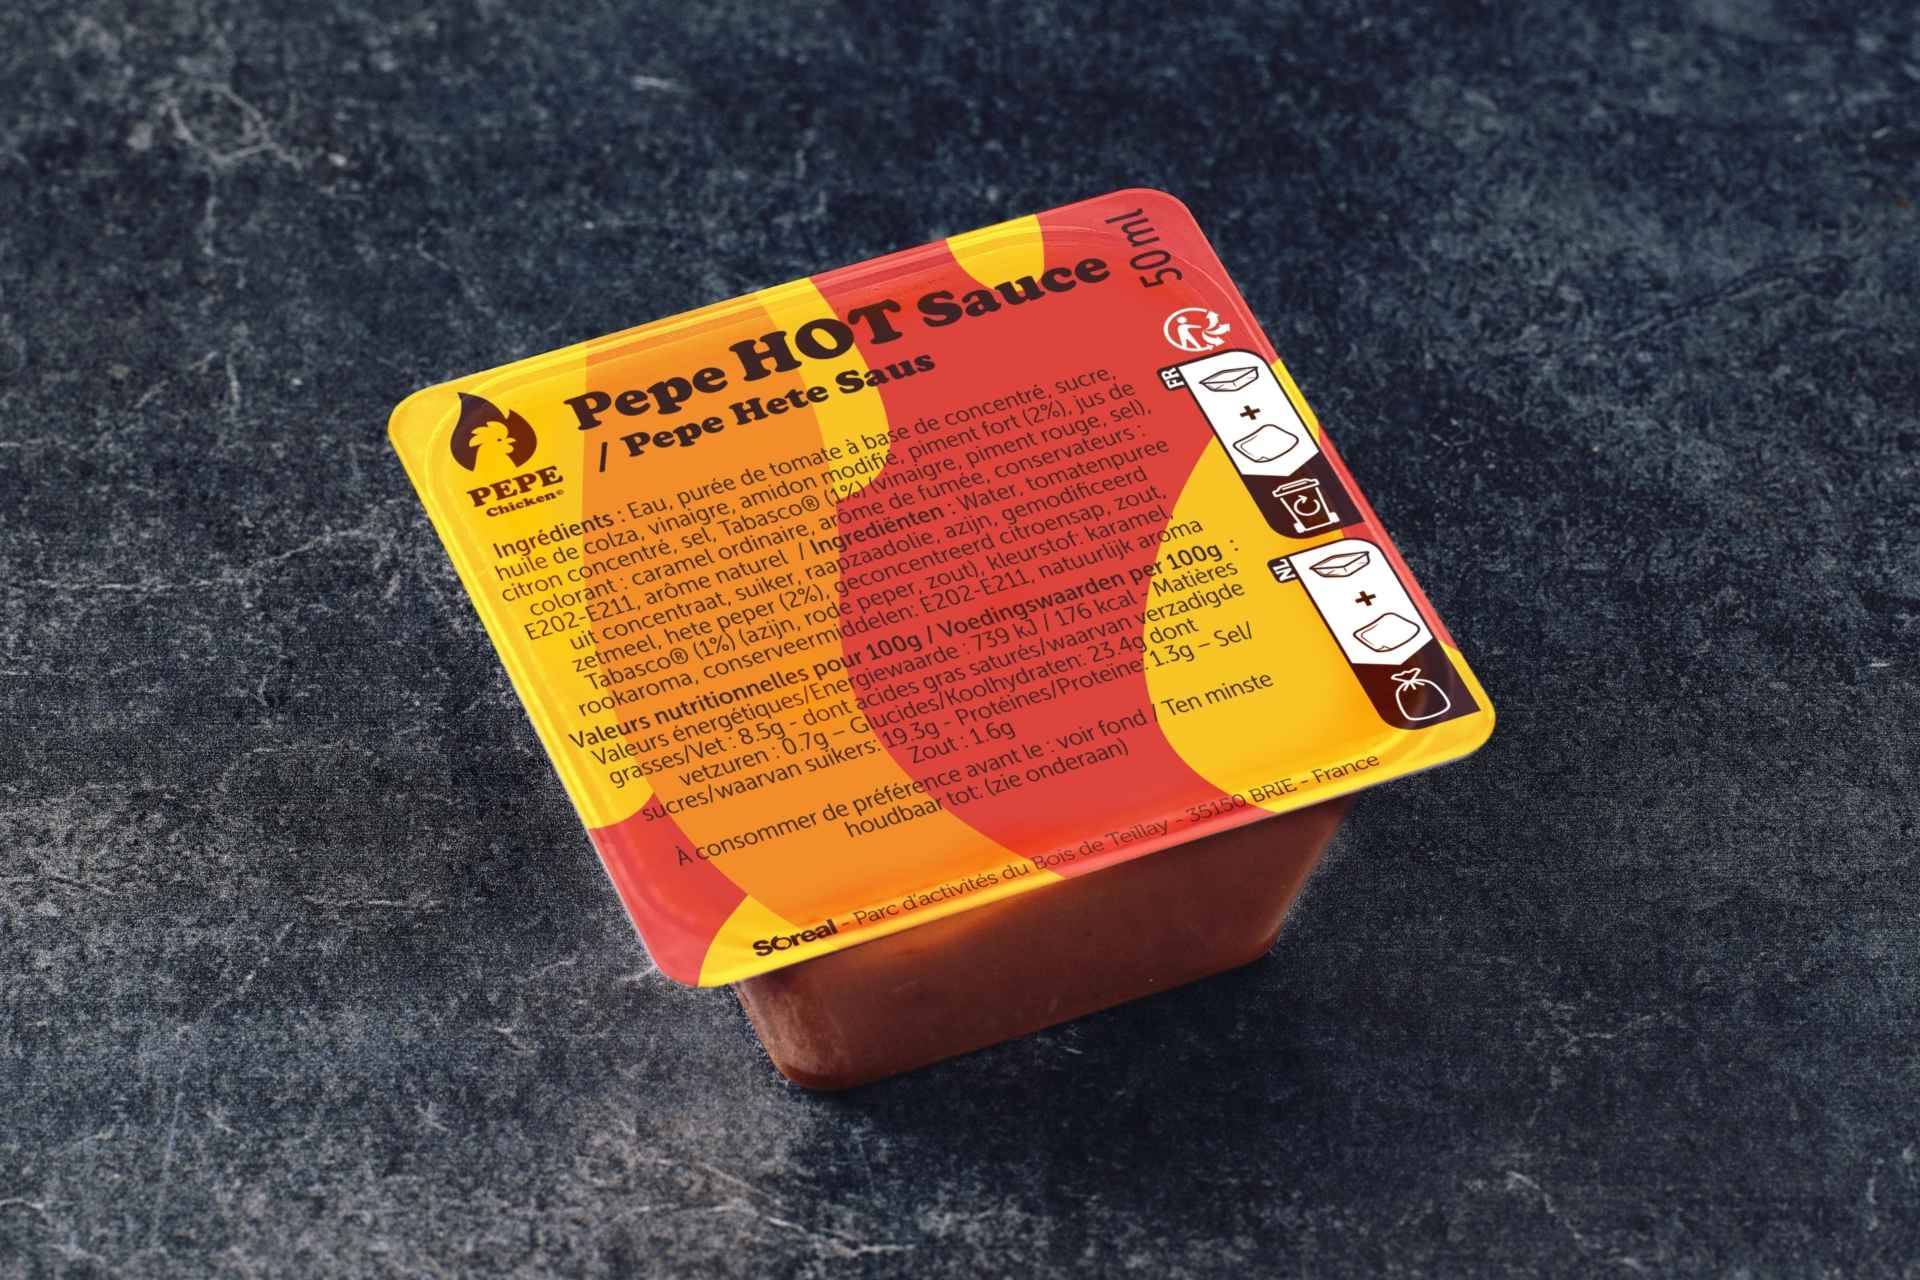 Pepe HOT Sauce
/ Pepe Hete Saus
50ml
PEPE
Chicken®
Ingrédients : Eau, purée de tomate à base de concentré, sucre,
huile de colza, vinaigre, amidon modifié, piment fort (2%), jus de
citron concentré, sel, Tabasco® (1%) (vinaigre, piment rouge, sel),
colorant : caramel ordinaire, arôme de fumée, conservateurs :
E202-E211, arôme naturel / Ingrediënten : Water, tomatenpuree
uit concentraat, suiker, raapzaadolie, azijn, gemodificeerd
zetmeel, hete peper (2%), geconcentreerd citroensap, zout,
Tabasco® (1%) (azijn, rode peper, zout), kleurstof: karamel,
rookaroma, conserveermiddelen: E202-E211, natuurlijk aroma
Valeurs nutritionnelles pour 100g / Voedingswaarden per 100g :
Valeurs énergétiques/Energiewaarde : 739 kJ / 176 kcal - Matières
grasses/Vet : 8.5g - dont acides gras saturés/waarvan verzadigde
vetzuren : 0.7g – Glucides/Koolhydraten: 23.4g dont
sucres/waarvan suikers: 19.3g - Protéines/Proteine: 1.3g – Sel/
Zout : 1.6g
À consommer de préférence avant le : voir fond / Ten minste
houdbaar tot: (zie onderaan)
FR
+
NL
+
Soreal - Parc d'activités du Bois de Teillay - 35150 BRIE - France